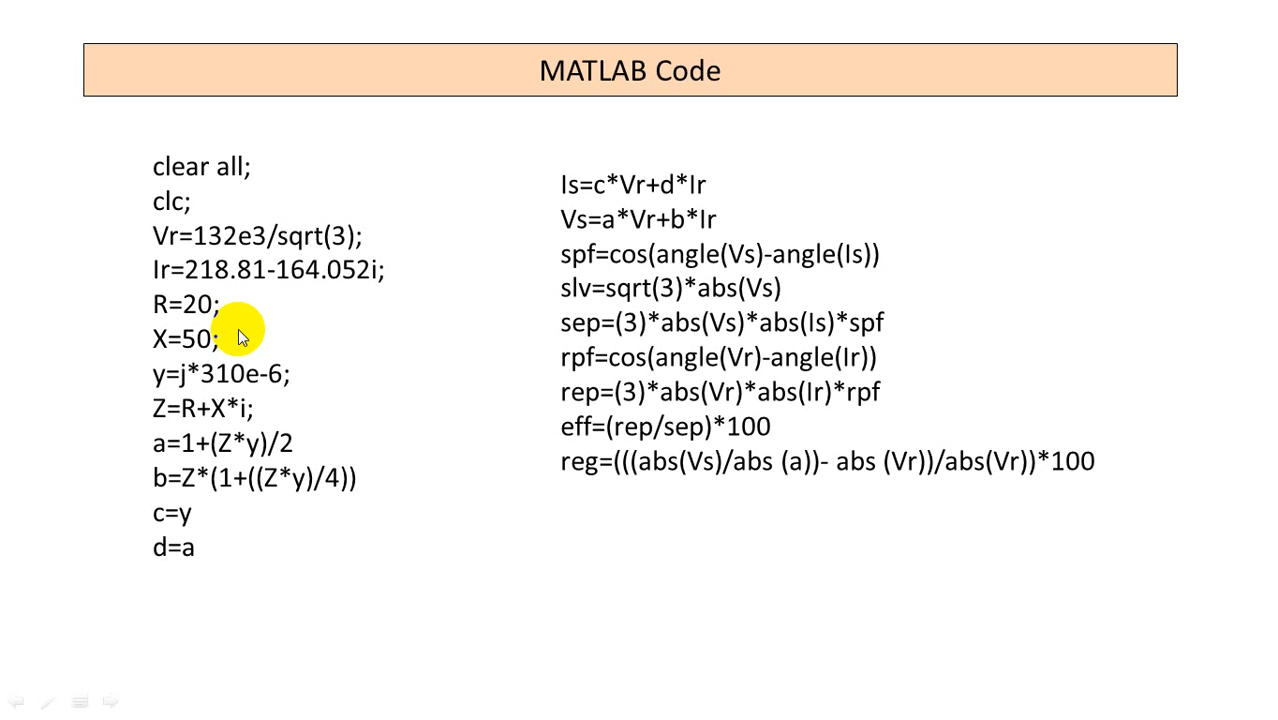 MATLAB Code
clear all;
clc;
Vr=132e3/sqrt(3);
Ir=218.81-164.052i;
R=20;
X=50;
y=j*310e-6;
Z=R+X*i;
a=1+(Z*y)/2
b=Z*(1+((Z*y)/4))
c=y
d=a
Is=c*Vr+d*Ir
Vs=a*Vr+b*Ir
spf=cos(angle(Vs)-angle(Is))
slv=sqrt(3)*abs(Vs)
sep=(3)*abs(Vs)*abs(Is)*spf
rpf=cos(angle(Vr)-angle(Ir))
rep=(3)*abs(Vr)*abs(Ir)*rpf
eff=(rep/sep)*100
reg=(((abs(Vs)/abs (a))- abs (Vr))/abs(Vr))*100